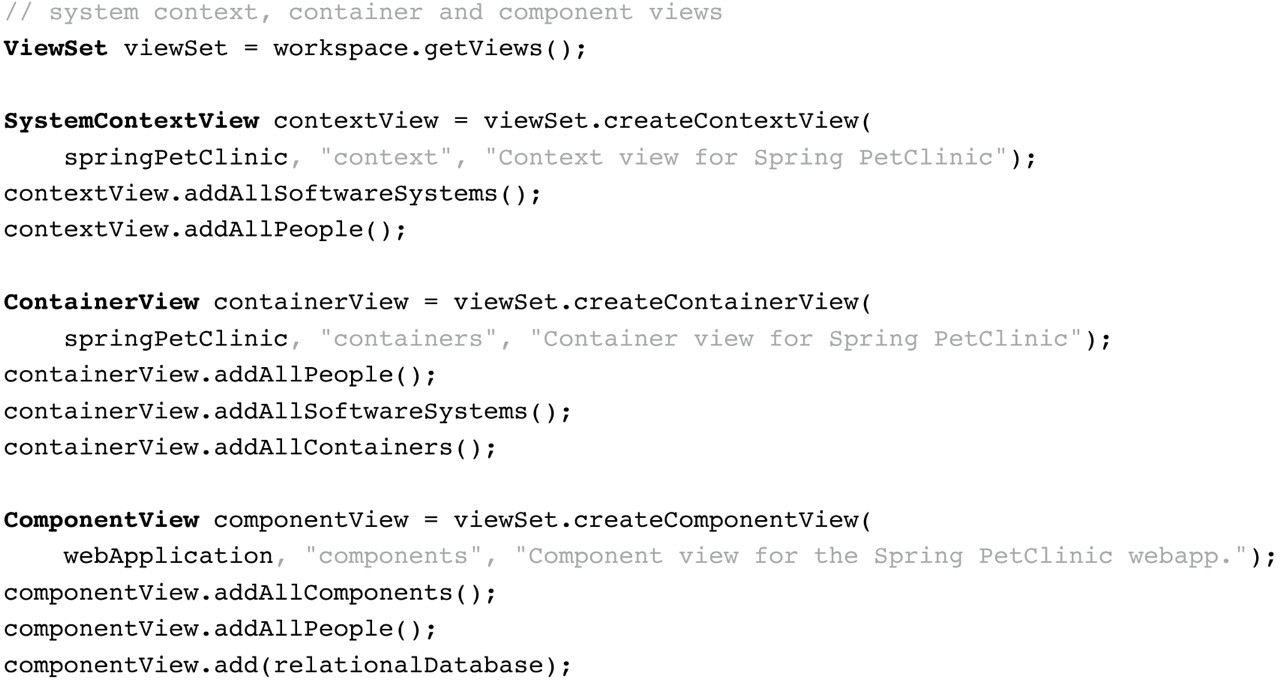 // system context, container and component views
ViewSet viewSet = workspace.getViews();
SystemContextView contextView = viewSet.createContextView(
springPetClinic, "context", "Context view for Spring PetClinic");
contextView.addAllSoftwareSystems();
contextView.addAllPeople();
ContainerView containerView = viewSet.createContainerView(
springPetClinic, "containers", "Container view for Spring PetClinic");
containerView.addAllPeople();
containerView.addAllSoftwareSystems();
containerView.addAllContainers();
ComponentView componentView = viewSet.createComponentView(
webApplication, "components", "Component view for the Spring PetClinic webapp.");
componentView.addAllComponents();
componentView.addAllPeople();
componentView.add(relationalDatabase);